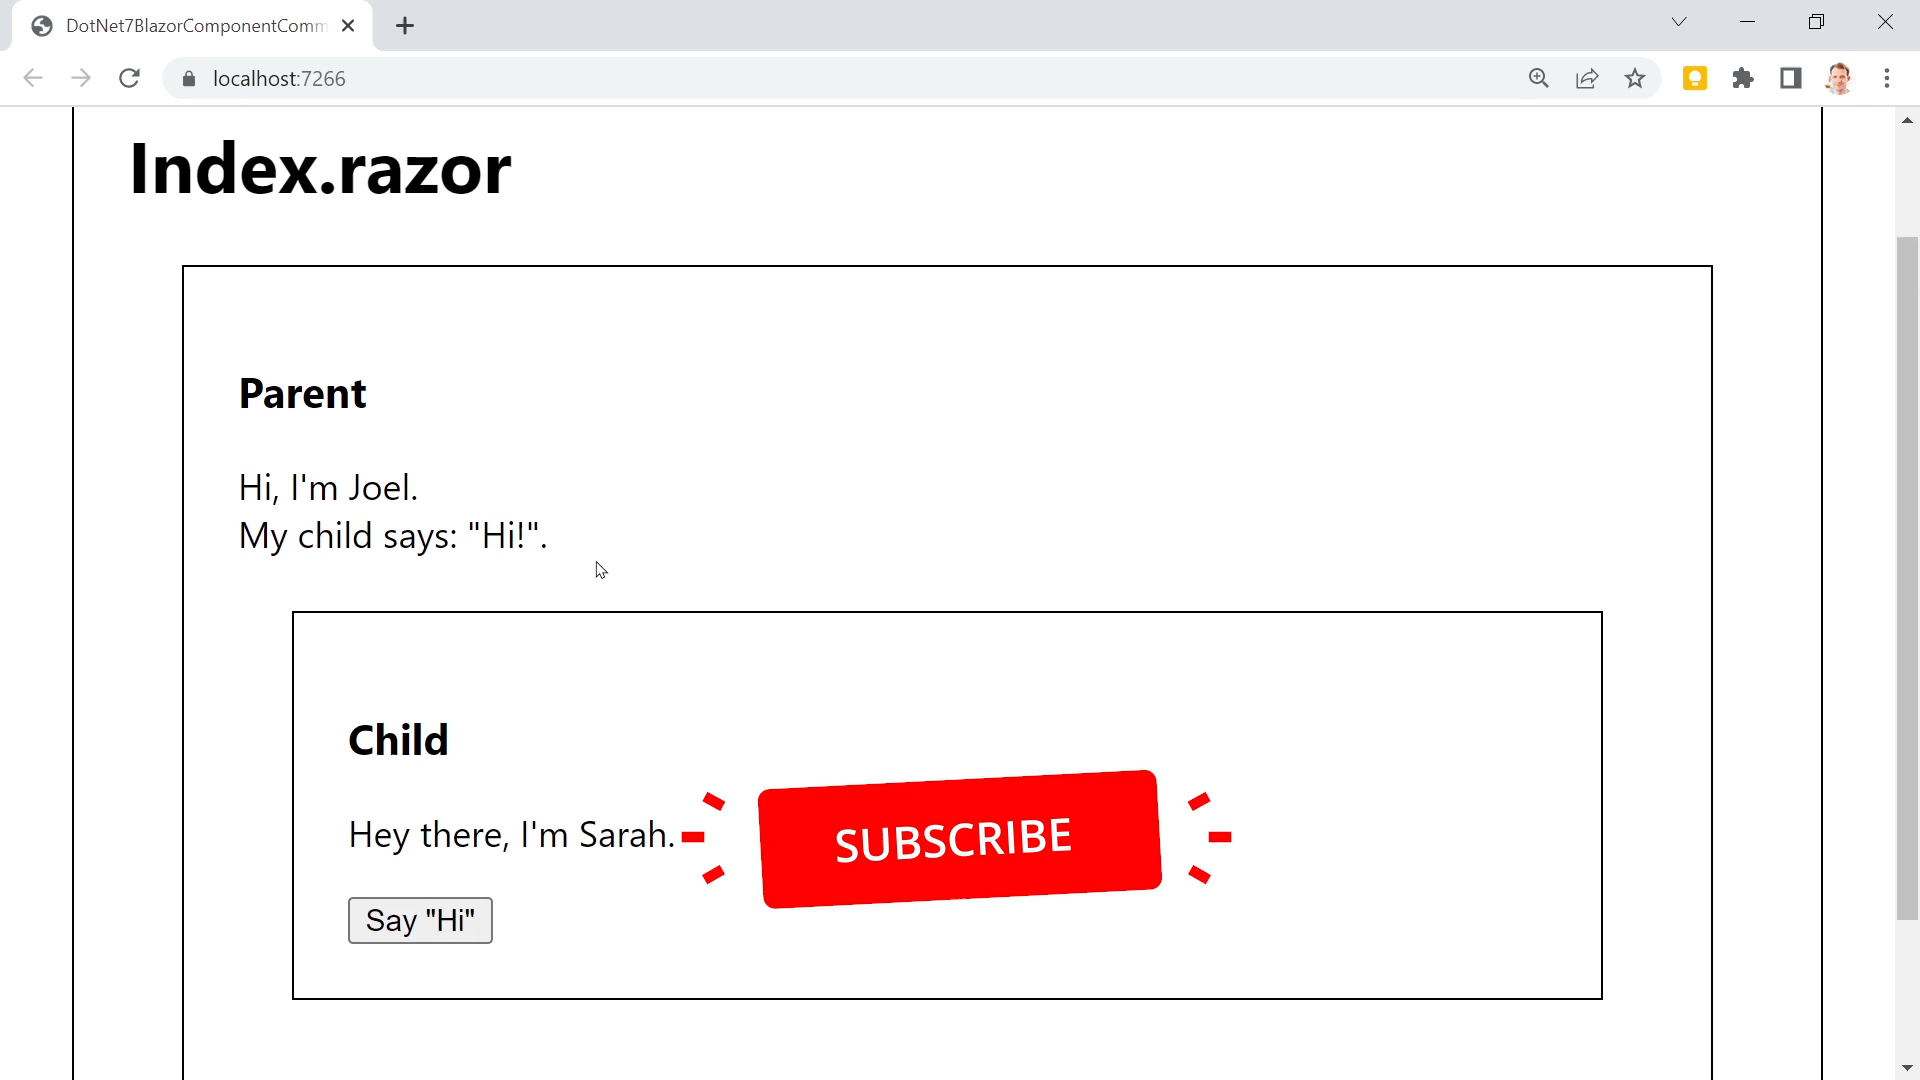 DotNet7BlazorComponentComm
localhost:7266
Index.razor
Parent
Hi, I'm Joel.
My child says: "Hi!".
Child
Hey there, I'm Sarah.
SUBSCRIBE
Say "Hi"